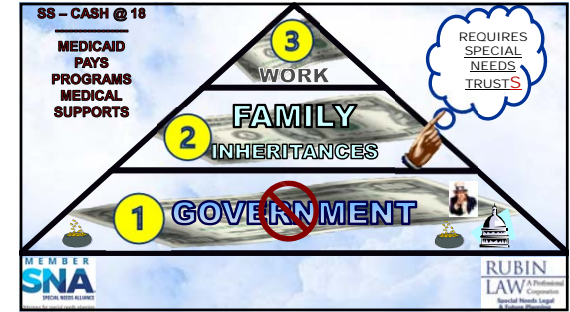 SS – CASH @ 18
MEDICAID
PAYS
PROGRAMS
MEDICAL
SUPPORTS
3
WORK
REQUIRES
SPECIAL
NEEDS
TRUSTS
2
FAMILY
INHERITANCES
1
GOVERNMENT
MEMBER
SNA
SPECIAL NEEDS ALLIANCE
RUBIN
LAW A Professional
Corporation
Special Needs Legal
& Future Planning